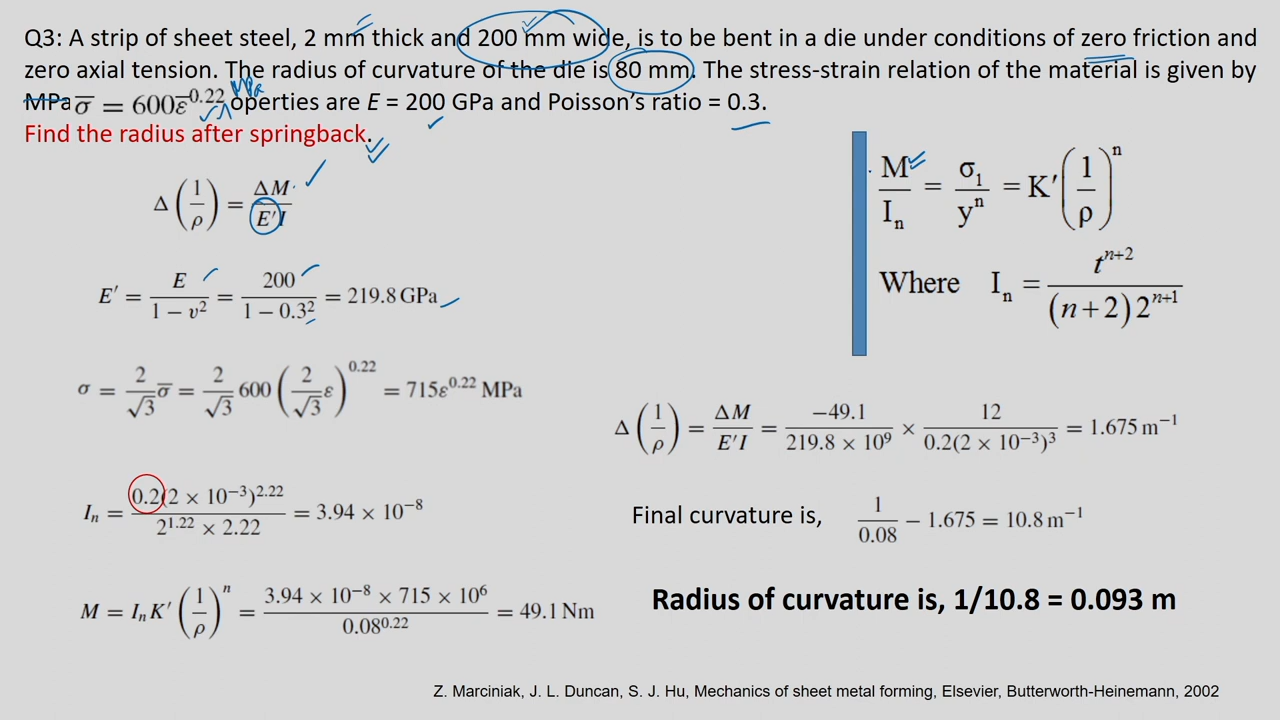 Q3: A strip of sheet steel, 2 mm thick and 200 mm wide, is to be bent in a die under conditions of zero friction and
zero axial tension. The radius of curvature of the die is 80 mm. The stress-strain relation of the material is given by
MPa σ̄ = 600ε̄^0.22 MPa operties are E = 200 GPa and Poisson's ratio = 0.3.
Find the radius after springback.
Δ(1/ρ) = ΔM/E'I
E' = E/(1 − υ²) = 200/(1 − 0.3²) = 219.8 GPa
σ = 2/√3 σ̄ = 2/√3 600 (2/√3 ε)^0.22 = 715ε^0.22 MPa
I_n = 0.2(2 × 10^−3)^2.22 / 2^1.22 × 2.22 = 3.94 × 10^−8
M = I_n K' (1/ρ)^n = 3.94 × 10^−8 × 715 × 10^6 / 0.08^0.22 = 49.1 Nm
M/I_n = σ_1/y^n = K'(1/ρ)^n
Where I_n = t^(n+2) / (n+2)2^(n+1)
Δ(1/ρ) = ΔM/E'I = −49.1/(219.8 × 10^9) × 12/(0.2(2 × 10^−3)^3) = 1.675 m^−1
Final curvature is, 1/0.08 − 1.675 = 10.8 m^−1
Radius of curvature is, 1/10.8 = 0.093 m
Z. Marciniak, J. L. Duncan, S. J. Hu, Mechanics of sheet metal forming, Elsevier, Butterworth-Heinemann, 2002